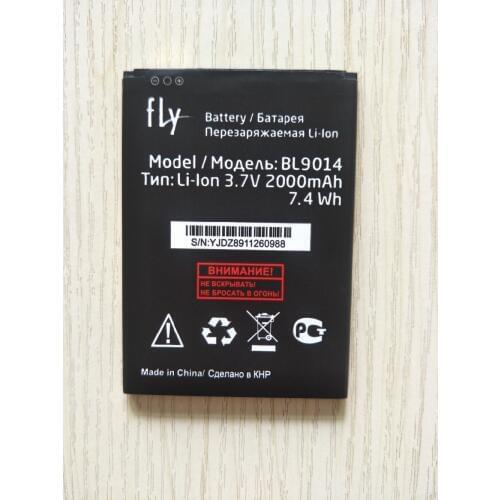 fly
Battery / Батарея
Перезаряжаемая Li-Ion
Model / Модель: BL9014
Тип: Li-Ion 3.7V 2000mAh
7.4 Wh
S/N:YJDZ8911260988
ВНИМАНИЕ!
НЕ ВСКРЫВАТЬ!
НЕ БРОСАТЬ В ОГОНЬ!
Made in China/ Сделано в КНР